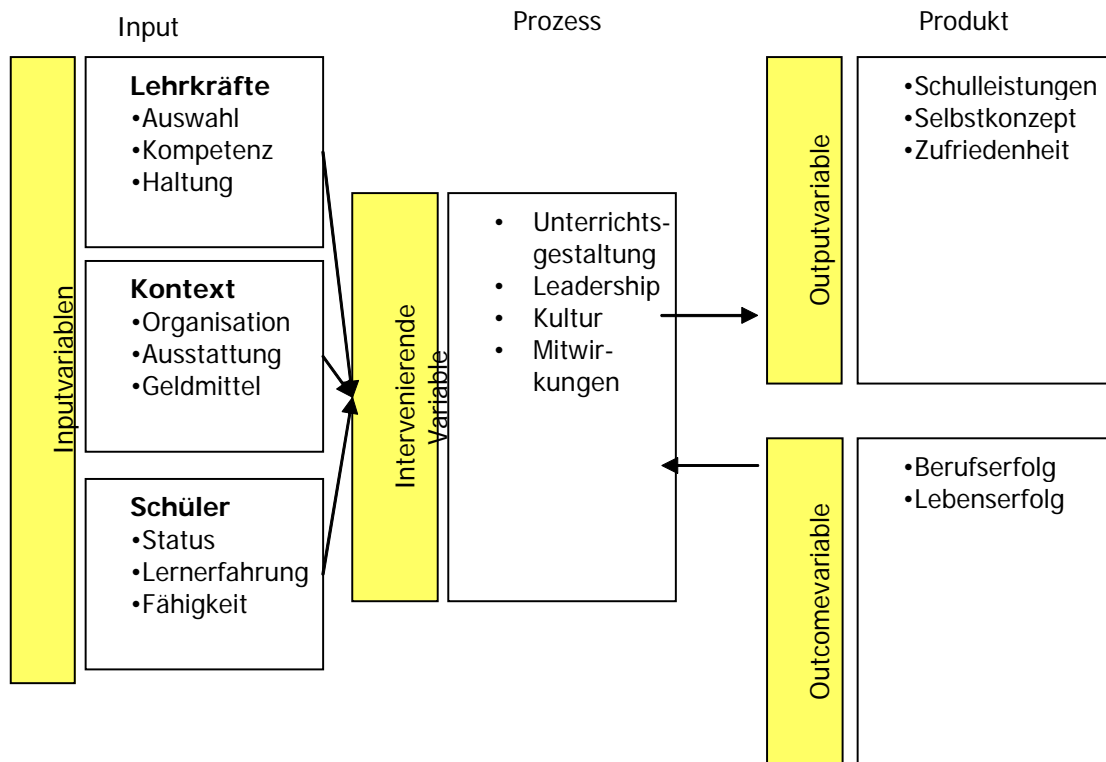 Input
Prozess
Produkt
Inputvariablen
Lehrkräfte
•Auswahl
•Kompetenz
•Haltung
Kontext
•Organisation
•Ausstattung
•Geldmittel
Schüler
•Status
•Lernerfahrung
•Fähigkeit
Intervenierende
Variable
• Unterrichts-
gestaltung
• Leadership
• Kultur
• Mitwir-
kungen
Outputvariable
•Schulleistungen
•Selbstkonzept
•Zufriedenheit
Outcomevariable
•Berufserfolg
•Lebenserfolg